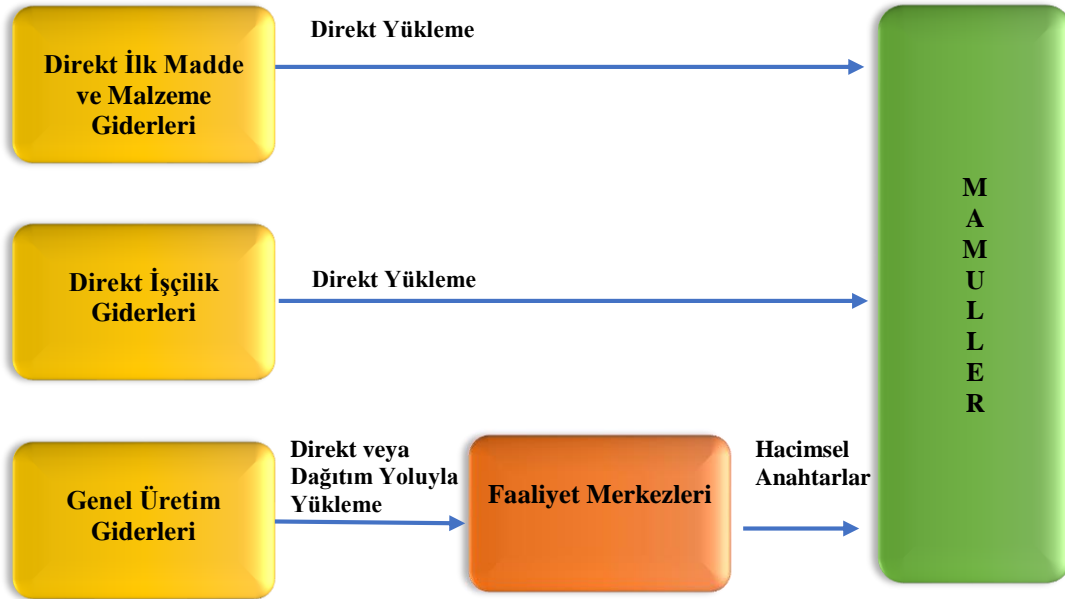 Direkt Yükleme
Direkt İlk Madde
ve Malzeme
Giderleri
Direkt Yükleme
Direkt İşçilik
Giderleri
Direkt veya
Dağıtım Yoluyla
Yükleme
Genel Üretim
Giderleri
Faaliyet Merkezleri
Hacimsel
Anahtarlar
M
A
M
U
L
L
E
R